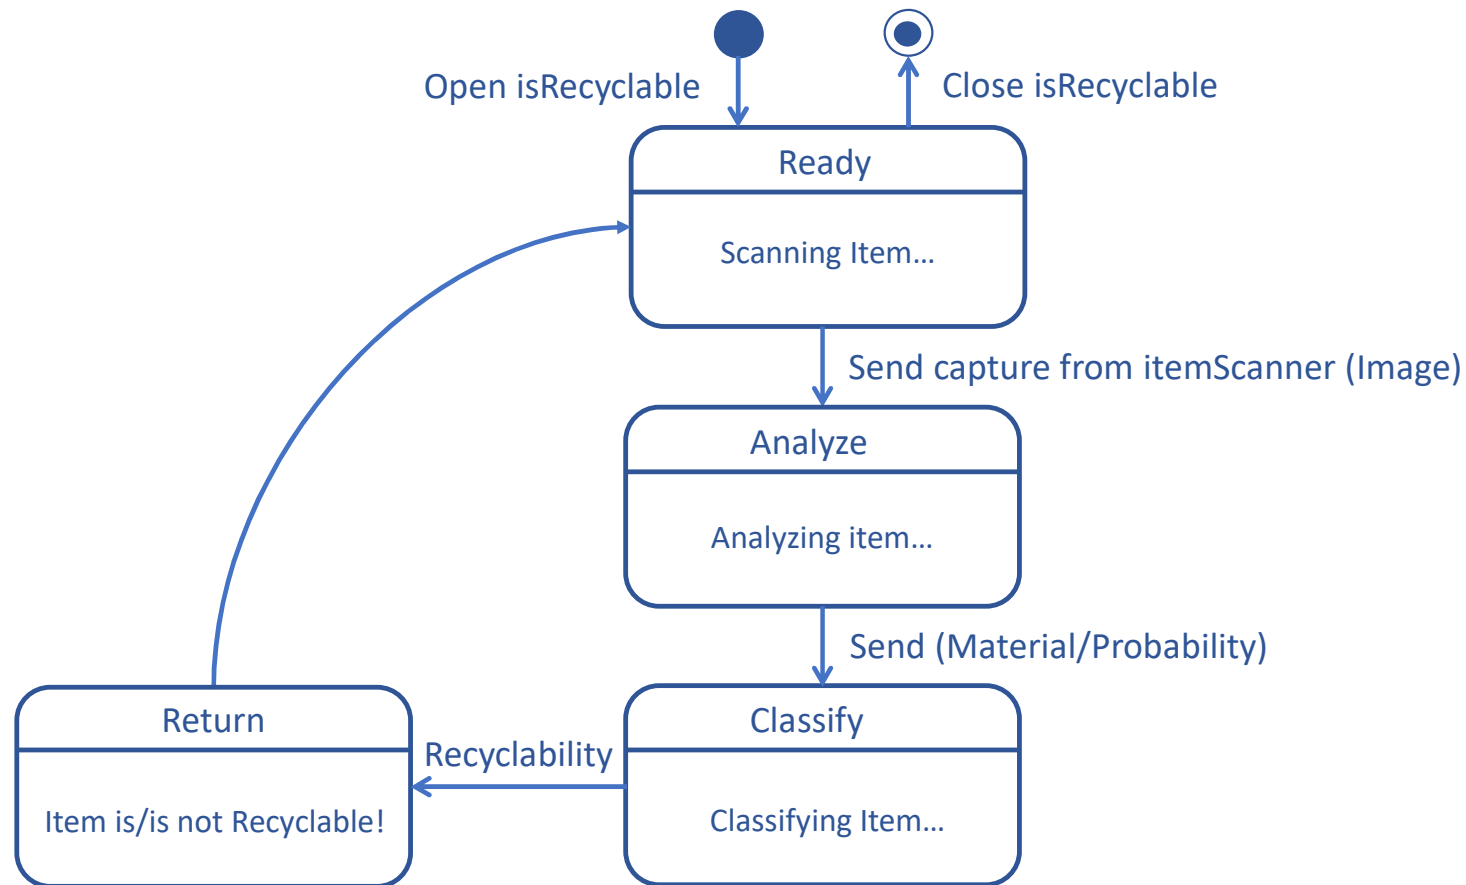 Open isRecyclable
Close isRecyclable
Ready
Scanning Item...
Send capture from itemScanner (Image)
Analyze
Analyzing item...
Send (Material/Probability)
Return
Item is/is not Recyclable!
Recyclability
Classify
Classifying Item...